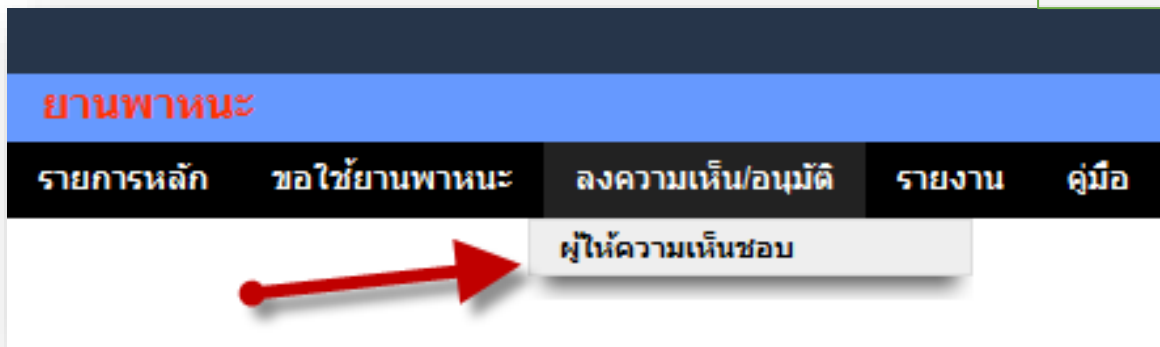 ยานพาหนะ
รายการหลัก ขอใช้ยานพาหนะ ลงความเห็น/อนุมัติ รายงาน คู่มือ
ผู้ให้ความเห็นชอบ